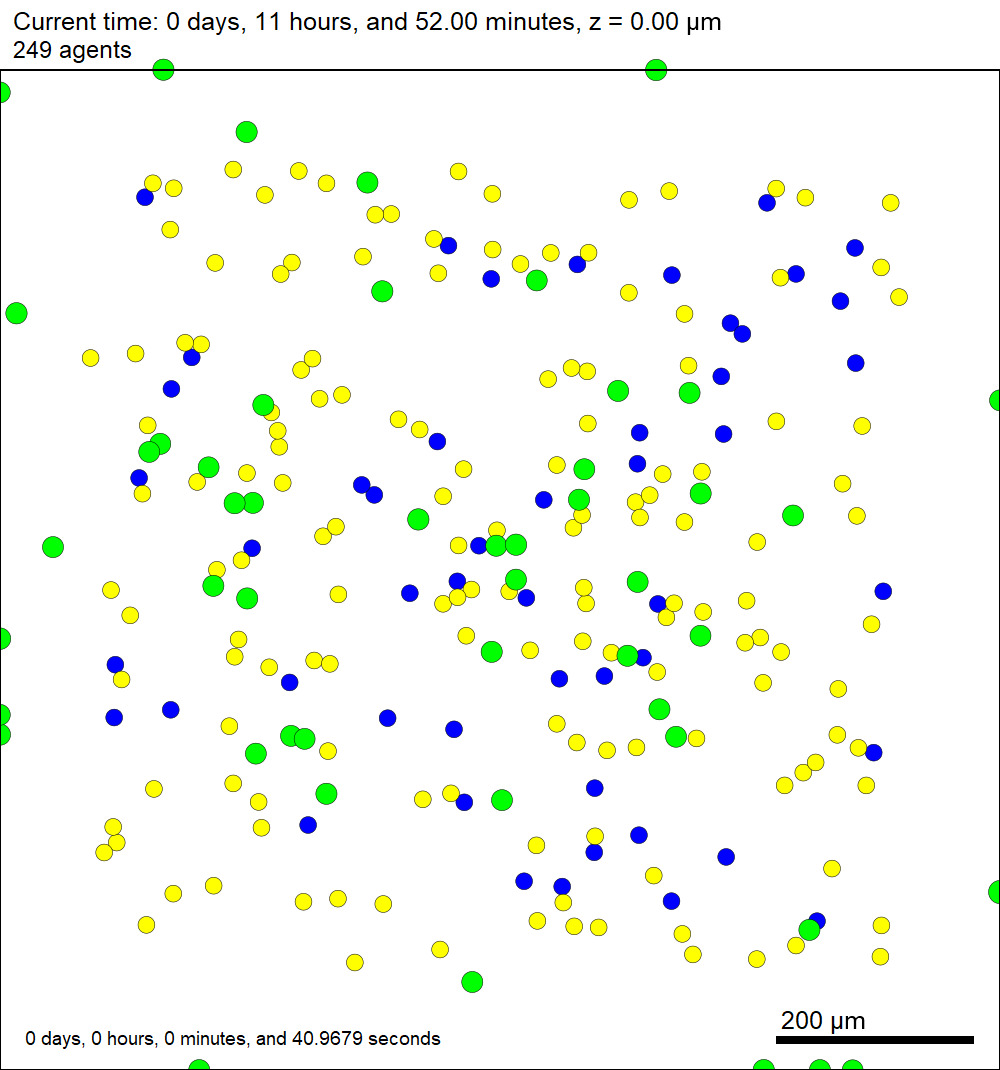 Current time: 0 days, 11 hours, and 52.00 minutes, z = 0.00 µm
249 agents
200 µm
0 days, 0 hours, 0 minutes, and 40.9679 seconds